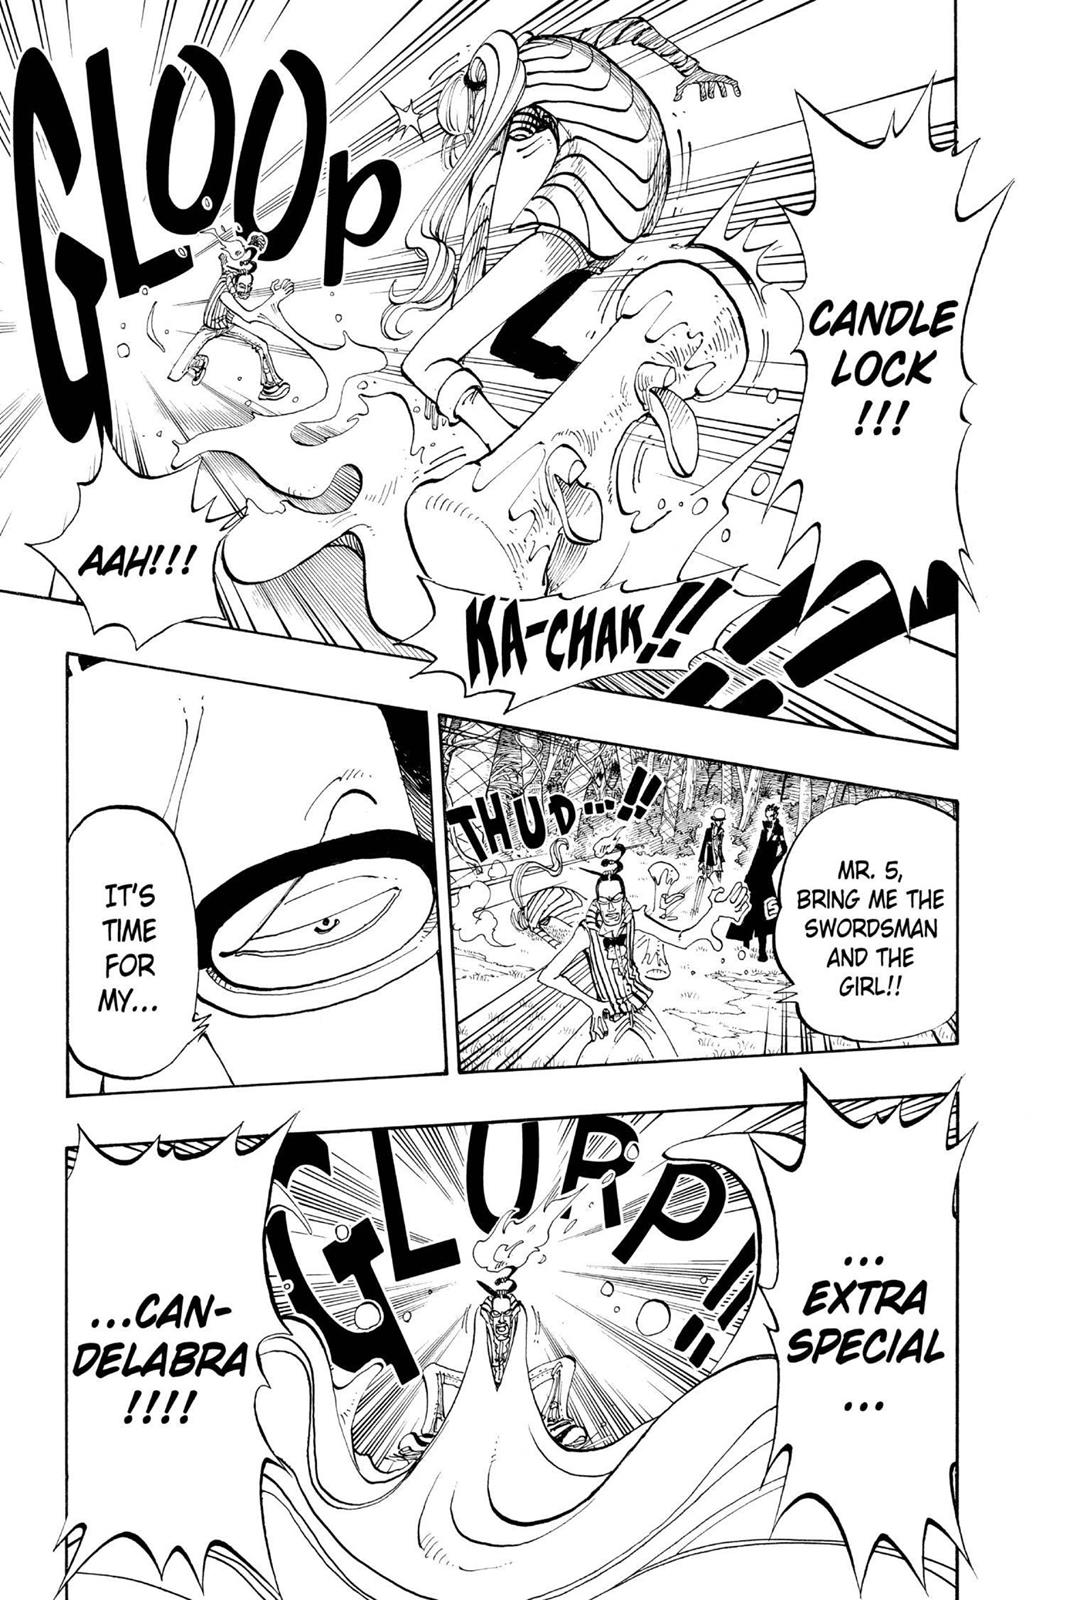 CANDLE
LOCK
!!!
GLOOP
AAH!!!
KA-CHAK!!
!!
MR. 5,
BRING ME THE
SWORDSMAN
AND THE
GIRL!!
THUD...!!
5
IT'S
TIME
FOR
MY...
...
EXTRA
SPECIAL
...
GLURP!!
...CAN-
DELABRA
!!!!